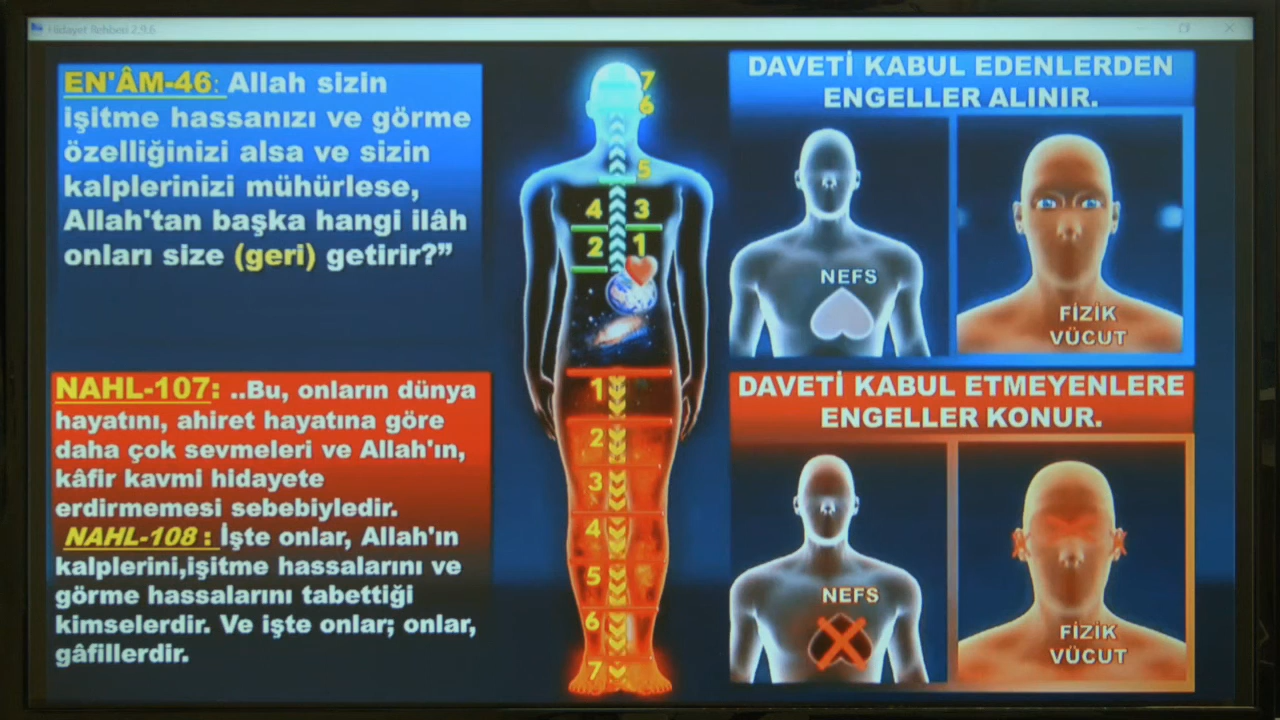 Hidayet Rehberi 2.9.6
EN'ÂM-46: Allah sizin
işitme hassanızı ve görme
özelliğinizi alsa ve sizin
kalplerinizi mühürlese,
Allah'tan başka hangi ilâh
onları size (geri) getirir?”
NAHL-107: ..Bu, onların dünya
hayatını, ahiret hayatına göre
daha çok sevmeleri ve Allah'ın,
kâfir kavmi hidayete
erdirmemesi sebebiyledir.
NAHL-108 : İşte onlar, Allah'ın
kalplerini,işitme hassalarını ve
görme hassalarını tabettiği
kimselerdir. Ve işte onlar; onlar,
gâfillerdir.
7
6
5
4 3
2 1
1
2
3
4
5
6
7
DAVETİ KABUL EDENLERDEN
ENGELLER ALINIR.
NEFS
FİZİK
VÜCUT
DAVETİ KABUL ETMEYENLERE
ENGELLER KONUR.
NEFS
FİZİK
VÜCUT